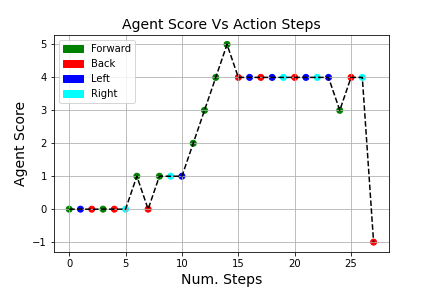 Agent Score Vs Action Steps
Forward
Back
Left
Right
5
4
3
2
1
0
−1
Agent Score
0 5 10 15 20 25
Num. Steps